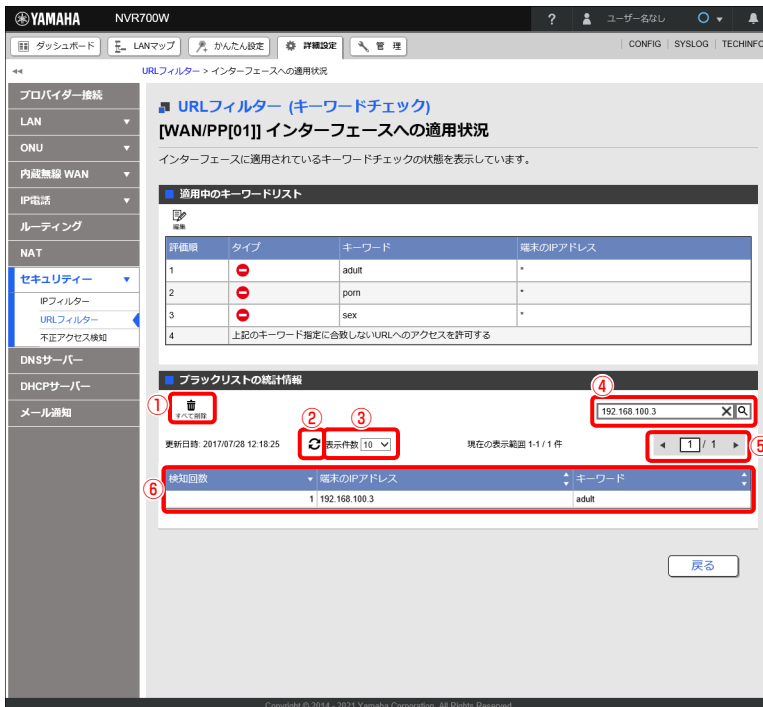 YAMAHA NVR700W ? ユーザー名なし
ダッシュボード LANマップ かんたん設定 詳細設定 管 理 CONFIG SYSLOG TECHINFO
URLフィルター > インターフェースへの適用状況
プロバイダー接続
LAN
ONU
内蔵無線 WAN
IP電話
ルーティング
NAT
セキュリティー
IPフィルター
URLフィルター
不正アクセス検知
DNSサーバー
DHCPサーバー
メール通知
URLフィルター (キーワードチェック)
[WAN/PP[01]] インターフェースへの適用状況
インターフェースに適用されているキーワードチェックの状態を表示しています。
適用中のキーワードリスト
編集
評価順 タイプ キーワード 端末のIPアドレス
1 adult *
2 porn *
3 sex *
4 上記のキーワード指定に合致しないURLへのアクセスを許可する
ブラックリストの統計情報
① すべて削除
④ 192.168.100.3
② ③
更新日時: 2017/07/28 12:18:25 表示件数 10 現在の表示範囲 1-1 / 1 件 1 / 1 ⑤
⑥ 検知回数 端末のIPアドレス キーワード
1 192.168.100.3 adult
戻る
Copyright © 2014 - 2021 Yamaha Corporation. All Rights Reserved.